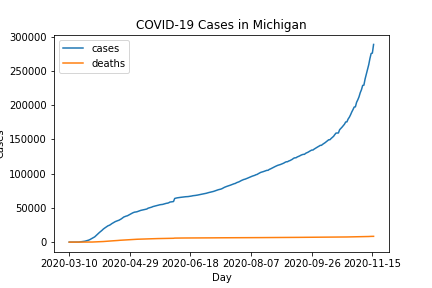 COVID-19 Cases in Michigan
cases
deaths
300000
250000
200000
150000
100000
50000
0
cases
2020-03-10 2020-04-29 2020-06-18 2020-08-07 2020-09-26 2020-11-15
Day